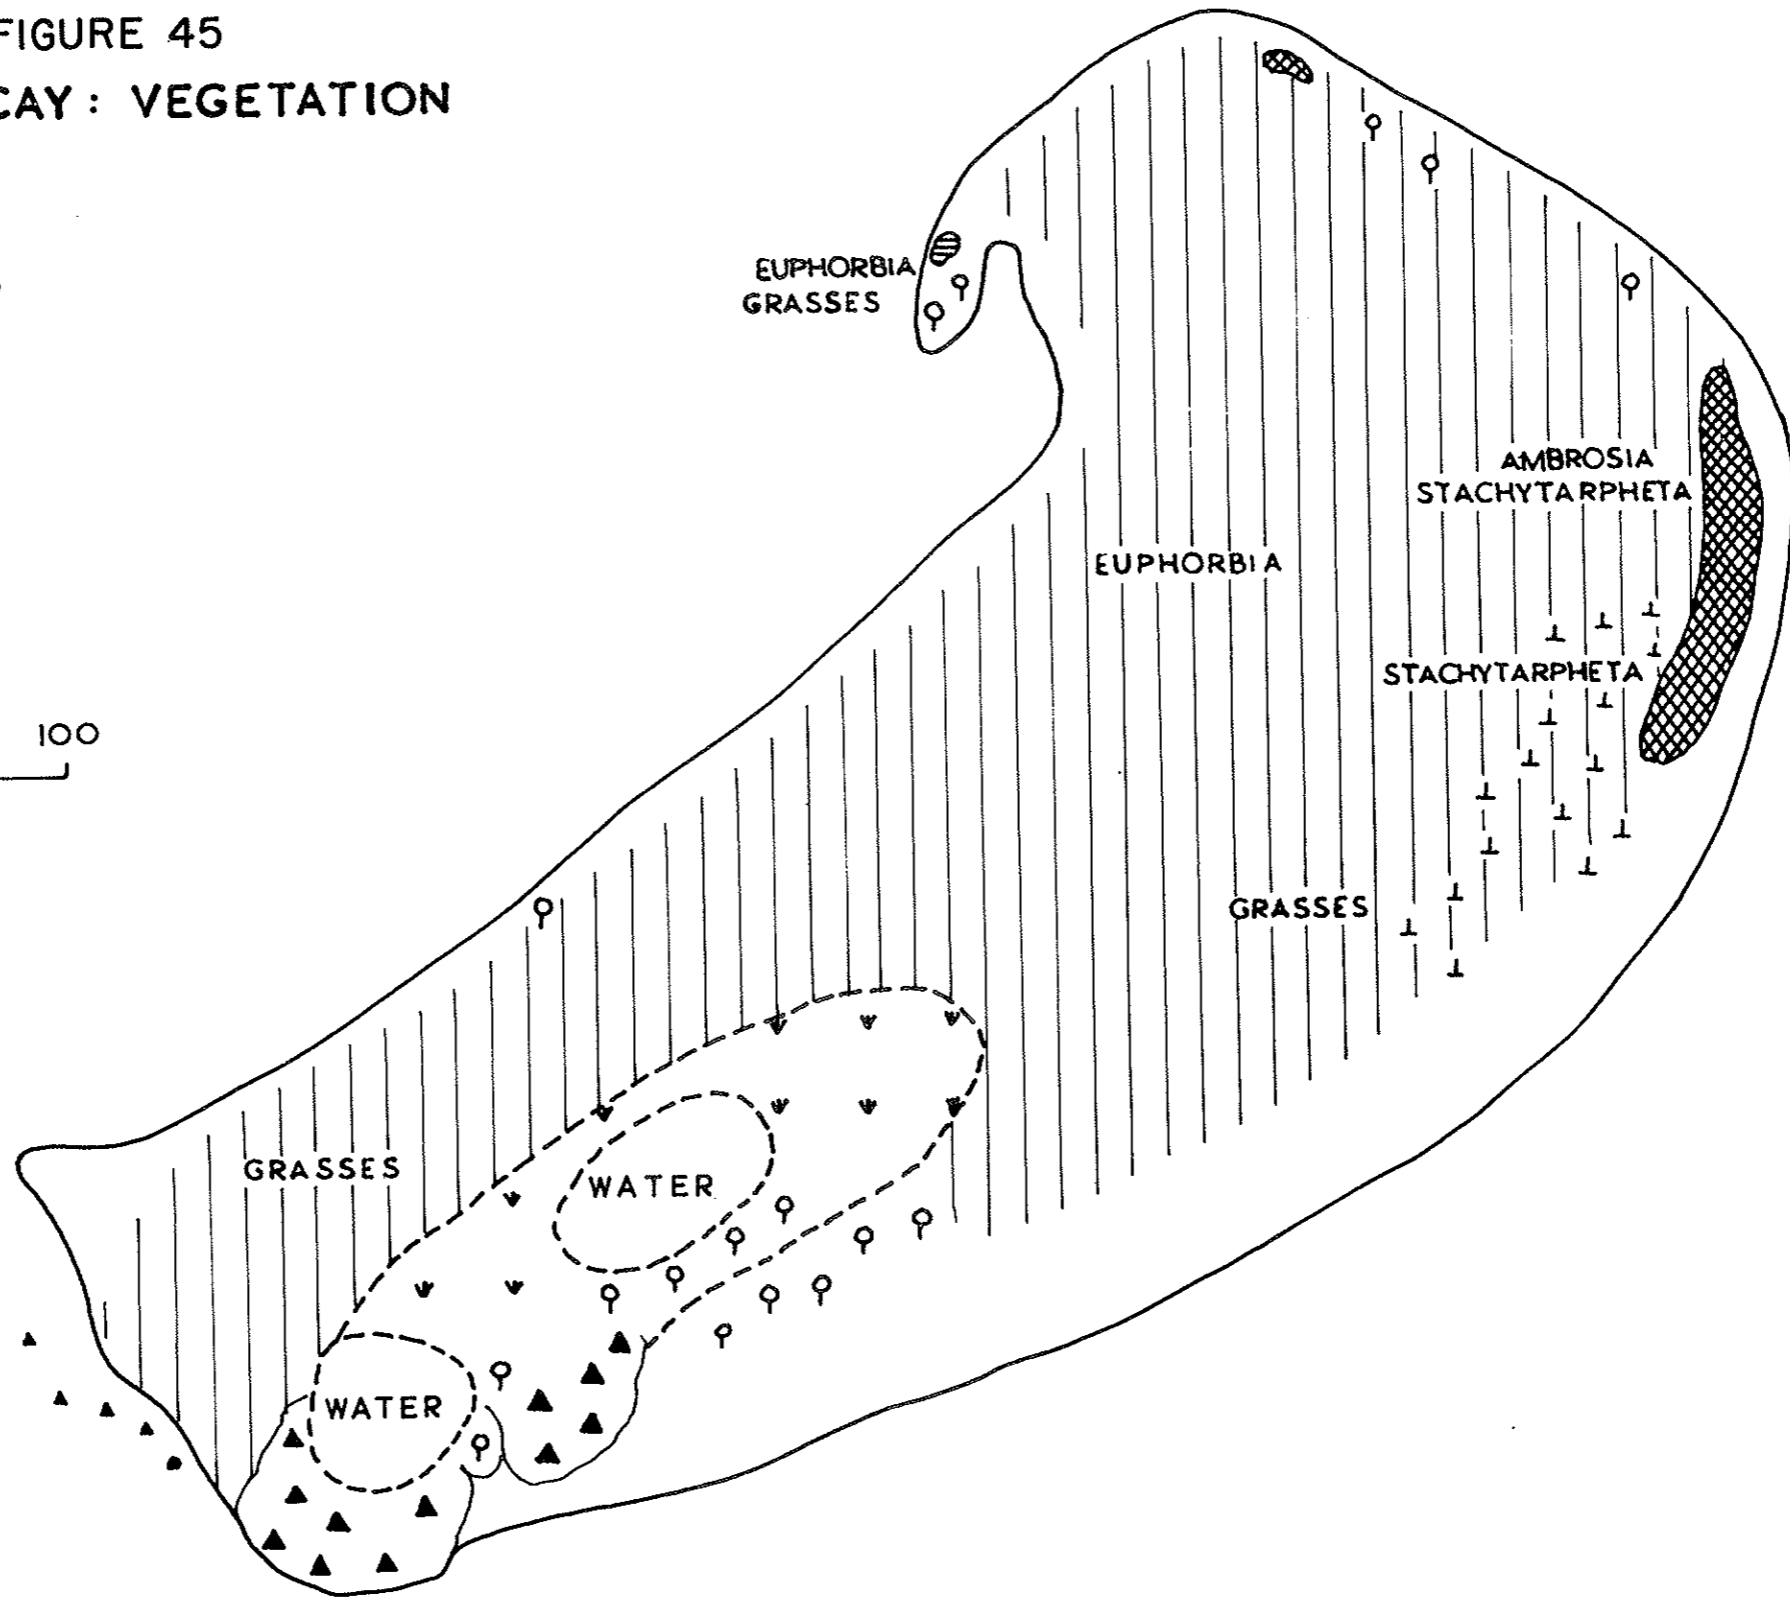 FIGURE 45
CAY: VEGETATION
EUPHORBIA
GRASSES
AMBROSIA
STACHYTARPHETA
EUPHORBIA
STACHYTARPHETA
100
GRASSES
GRASSES
WATER
WATER